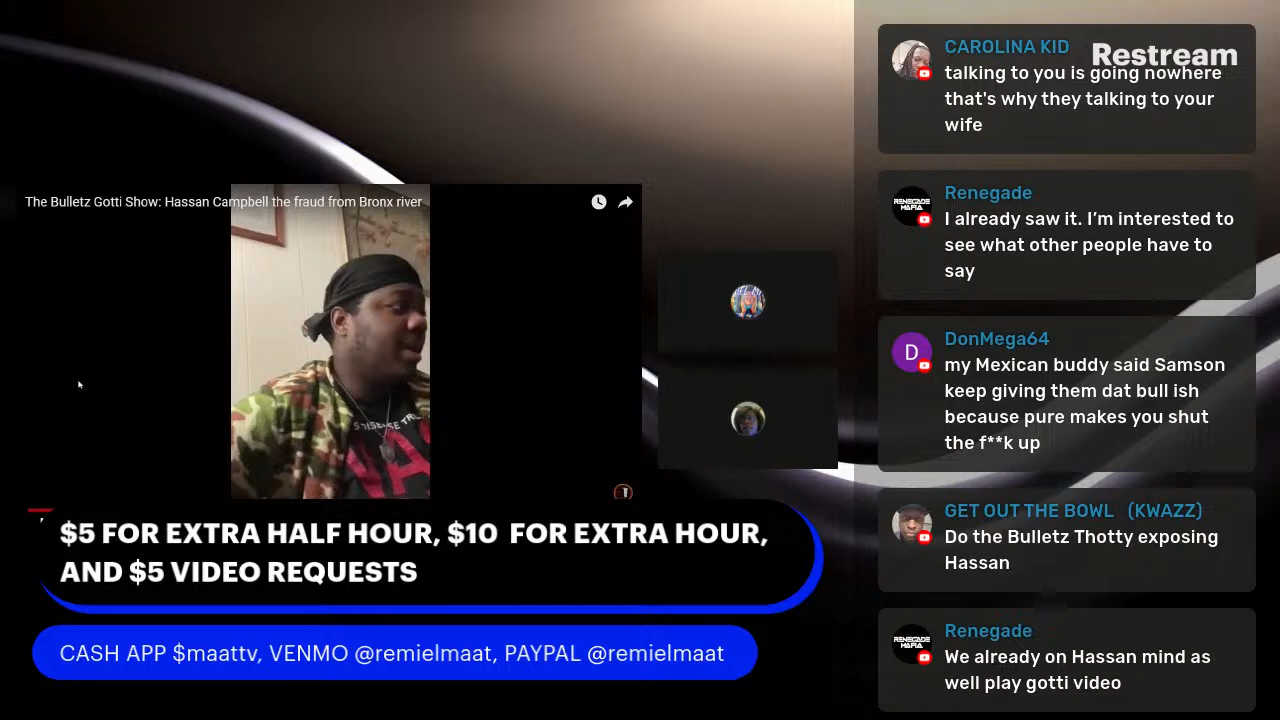 The Bulletz Gotti Show: Hassan Campbell the fraud from Bronx river
$5 FOR EXTRA HALF HOUR, $10 FOR EXTRA HOUR,
AND $5 VIDEO REQUESTS
CASH APP $maattv, VENMO @remielmaat, PAYPAL @remielmaat
Restream
CAROLINA KID
talking to you is going nowhere
that's why they talking to your
wife
RENEGADE
MAFIA
Renegade
I already saw it. I’m interested to
see what other people have to
say
D
DonMega64
my Mexican buddy said Samson
keep giving them dat bull ish
because pure makes you shut
the f**k up
GET OUT THE BOWL (KWAZZ)
Do the Bulletz Thotty exposing
Hassan
RENEGADE
MAFIA
Renegade
We already on Hassan mind as
well play gotti video